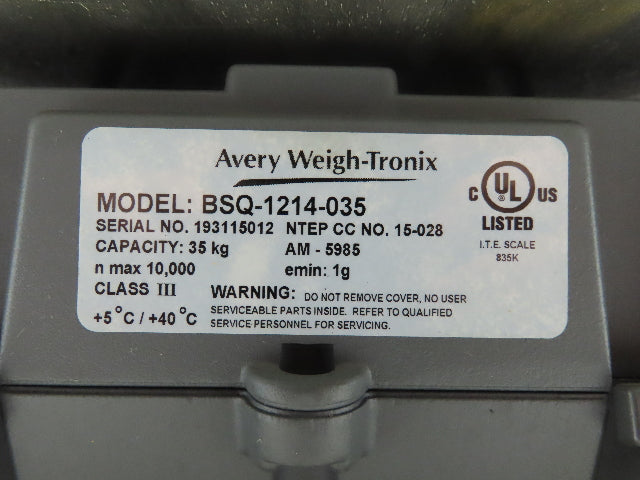 Avery Weigh-Tronix
MODEL: BSQ-1214-035
SERIAL NO. 193115012 NTEP CC NO. 15-028
CAPACITY: 35 kg AM - 5985
n max 10,000 emin: 1g
CLASS III
WARNING: DO NOT REMOVE COVER, NO USER
SERVICEABLE PARTS INSIDE. REFER TO QUALIFIED
SERVICE PERSONNEL FOR SERVICING.
+5°C / +40°C
C UL US
LISTED
I.T.E. SCALE
835K